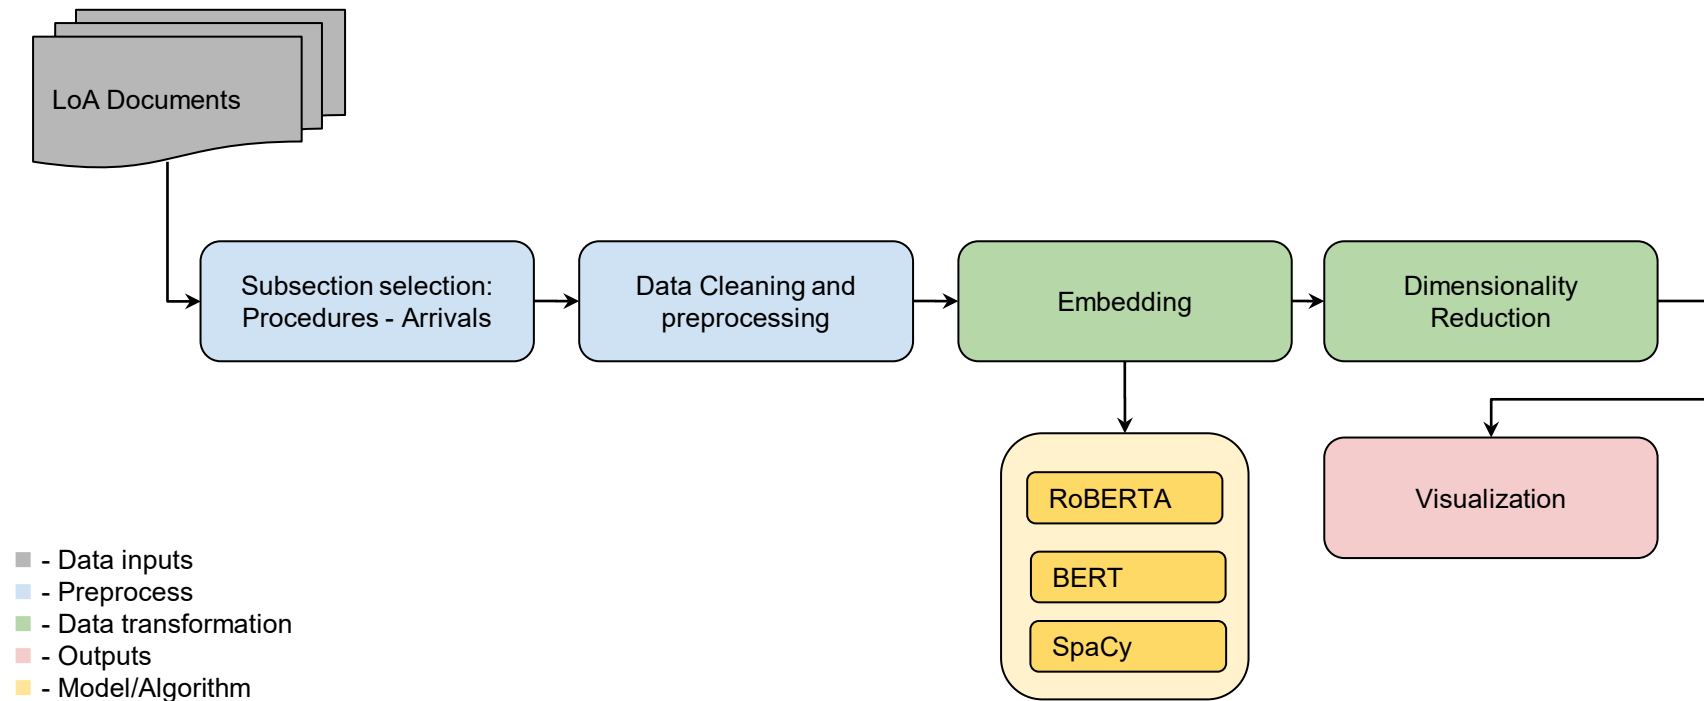 LoA Documents
Subsection selection:
Procedures - Arrivals
Data Cleaning and
preprocessing
Embedding
Dimensionality
Reduction
RoBERTA
BERT
SpaCy
Visualization
- Data inputs
- Preprocess
- Data transformation
- Outputs
- Model/Algorithm